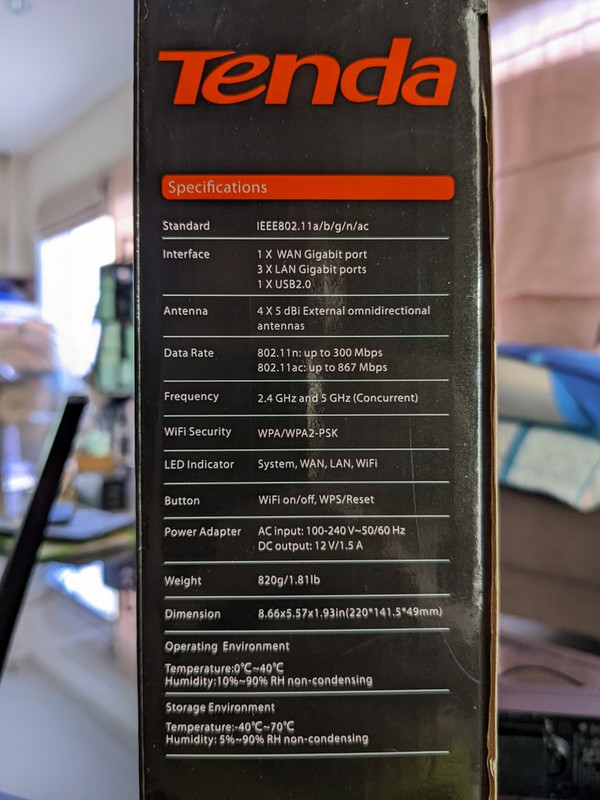 Tenda
Specifications
Standard IEEE802.11a/b/g/n/ac
Interface 1 X WAN Gigabit port
3 X LAN Gigabit ports
1 X USB2.0
Antenna 4 X 5 dBi External omnidirectional
antennas
Data Rate 802.11n: up to 300 Mbps
802.11ac: up to 867 Mbps
Frequency 2.4 GHz and 5 GHz (Concurrent)
WiFi Security WPA/WPA2-PSK
LED Indicator System, WAN, LAN, WiFi
Button WiFi on/off, WPS/Reset
Power Adapter AC input: 100-240 V~50/60 Hz
DC output: 12 V/1.5 A
Weight 820g/1.81lb
Dimension 8.66x5.57x1.93in(220*141.5*49mm)
Operating Environment
Temperature:0℃~40℃
Humidity:10%~90% RH non-condensing
Storage Environment
Temperature:-40℃~70℃
Humidity: 5%~90% RH non-condensing